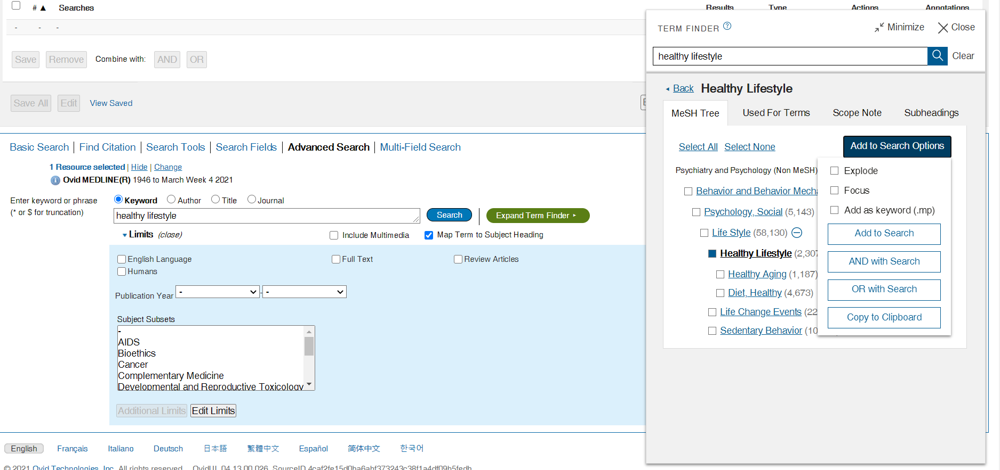 # ▲ Searches Results Type Actions Annotations
- - -
Save Remove Combine with: AND OR
Save All Edit View Saved
Basic Search | Find Citation | Search Tools | Search Fields | Advanced Search | Multi-Field Search
1 Resource selected | Hide | Change
Ovid MEDLINE(R) 1946 to March Week 4 2021
Enter keyword or phrase
(* or $ for truncation)
Keyword Author Title Journal
healthy lifestyle
Search
Expand Term Finder
Limits (close)
Include Multimedia
Map Term to Subject Heading
English Language Full Text Review Articles
Humans
Publication Year - - -
Subject Subsets
-
AIDS
Bioethics
Cancer
Complementary Medicine
Developmental and Reproductive Toxicology
Additional Limits Edit Limits
English Français Italiano Deutsch 日本語 繁體中文 Español 简体中文 한국어
© 2021 Ovid Technologies, Inc. All rights reserved. OvidUI_04.13.00.026, SourceID 4caf2fe15d0ba6abf373243c38f1a4df09b5fedb
TERM FINDER ?
Minimize Close
healthy lifestyle
Clear
Back Healthy Lifestyle
MeSH Tree Used For Terms Scope Note Subheadings
Select All Select None
Add to Search Options
Psychiatry and Psychology (Non MeSH)
Behavior and Behavior Mecha
Psychology, Social (5,143)
Life Style (58,130)
Healthy Lifestyle (2,307
Healthy Aging (1,187)
Diet, Healthy (4,673)
Life Change Events (22
Sedentary Behavior (10
Explode
Focus
Add as keyword (.mp)
Add to Search
AND with Search
OR with Search
Copy to Clipboard